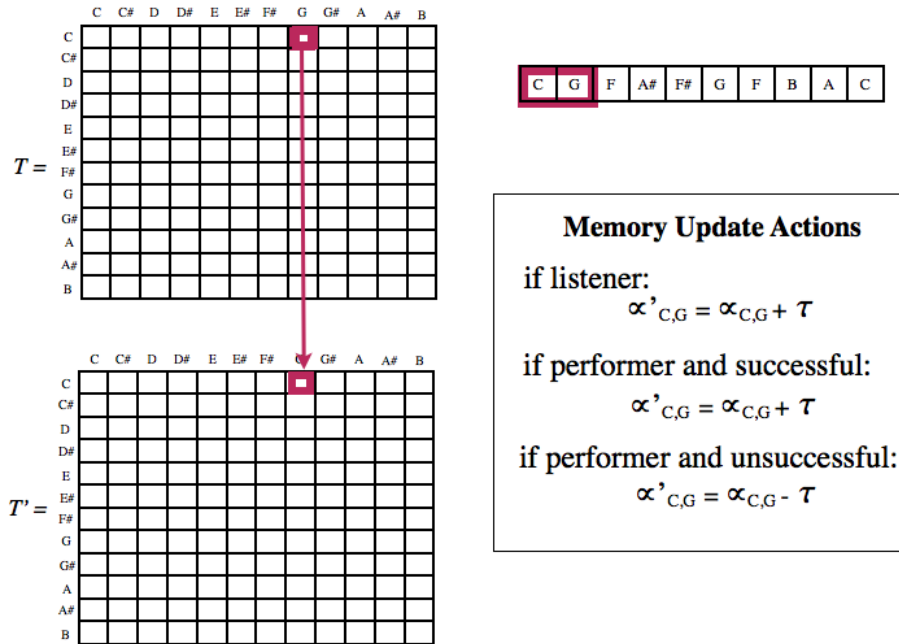 C C# D D# E E# F# G G# A A# B
C
C#
D
D#
E
E#
T =
F#
G
G#
A
A#
B
C G F A# F# G F B A C
Memory Update Actions
if listener:
∝'C,G = ∝C,G + τ
if performer and successful:
∝'C,G = ∝C,G + τ
if performer and unsuccessful:
∝'C,G = ∝C,G - τ
C C# D D# E E# F# G# A A# B
C
C#
D
D#
E
E#
T' =
F#
G
G#
A
A#
B